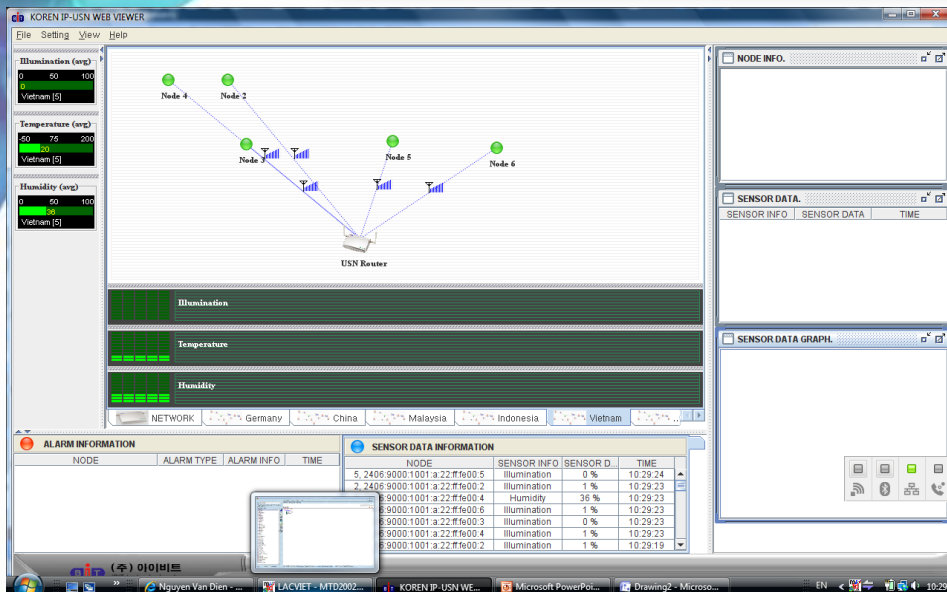 KOREN IP-USN WEB VIEWER
File Setting View Help
Illumination (avg)
0 50 100
0
Vietnam [5]
Temperature (avg)
-50 75 200
20
Vietnam [5]
Humidity (avg)
0 50 100
36
Vietnam [5]
Node 4
Node 2
Node 3
Node 5
Node 6
USN Router
Illumination
Temperature
Humidity
NETWORK Germany China Malaysia Indonesia Vietnam ...
NODE INFO.
SENSOR DATA.
SENSOR INFO SENSOR DATA TIME
SENSOR DATA GRAPH.
ALARM INFORMATION
NODE ALARM TYPE ALARM INFO TIME
SENSOR DATA INFORMATION
NODE SENSOR INFO SENSOR D... TIME
5, 2406:9000:1001:a:22:ff:fe00:5 Illumination 0 % 10:29:24
2, 2406:9000:1001:a:22:ff:fe00:2 Illumination 1 % 10:29:23
06:9000:1001:a:22:ff:fe00:4 Humidity 36 % 10:29:23
06:9000:1001:a:22:ff:fe00:6 Illumination 1 % 10:29:23
06:9000:1001:a:22:ff:fe00:3 Illumination 0 % 10:29:23
06:9000:1001:a:22:ff:fe00:4 Illumination 1 % 10:29:23
06:9000:1001:a:22:ff:fe00:2 Illumination 1 % 10:29:19
(주) 아이비트
Nguyen Van Dien - ... LACVIET - MTD2002... KOREN IP-USN WE... Microsoft PowerPoi... Drawing2 - Microso... EN 10:29